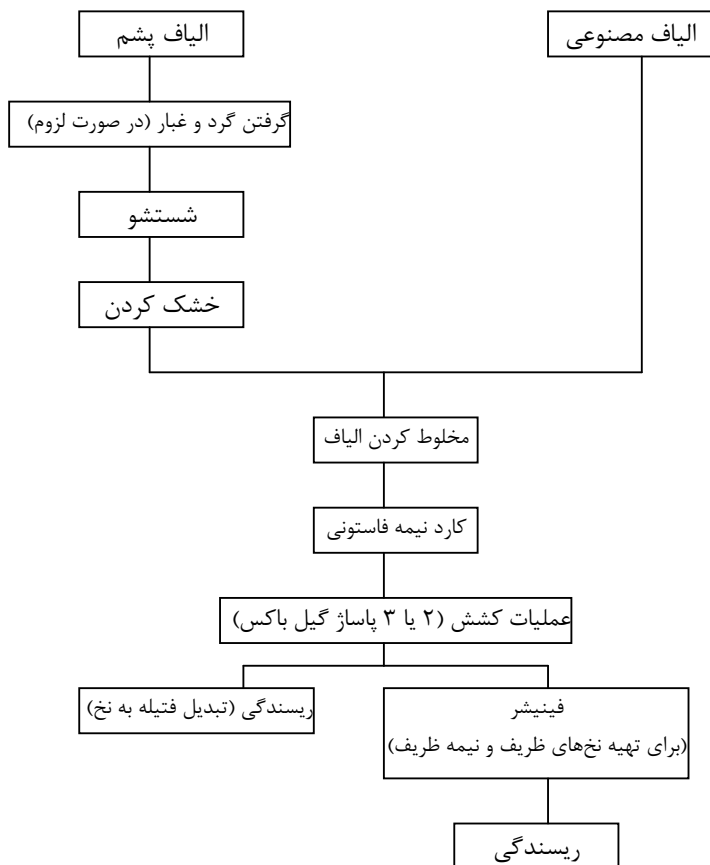 الیاف پشم
الیاف مصنوعی
گرفتن گرد و غبار (در صورت لزوم)
شستشو
خشک کردن
مخلوط کردن الیاف
کارد نیمه فاستونی
عملیات کشش (۲ یا ۳ پاساژ گیل باکس)
ریسندگی (تبدیل فتیله به نخ)
فینیشر
(برای تهیه نخ‌های ظریف و نیمه ظریف)
ریسندگی